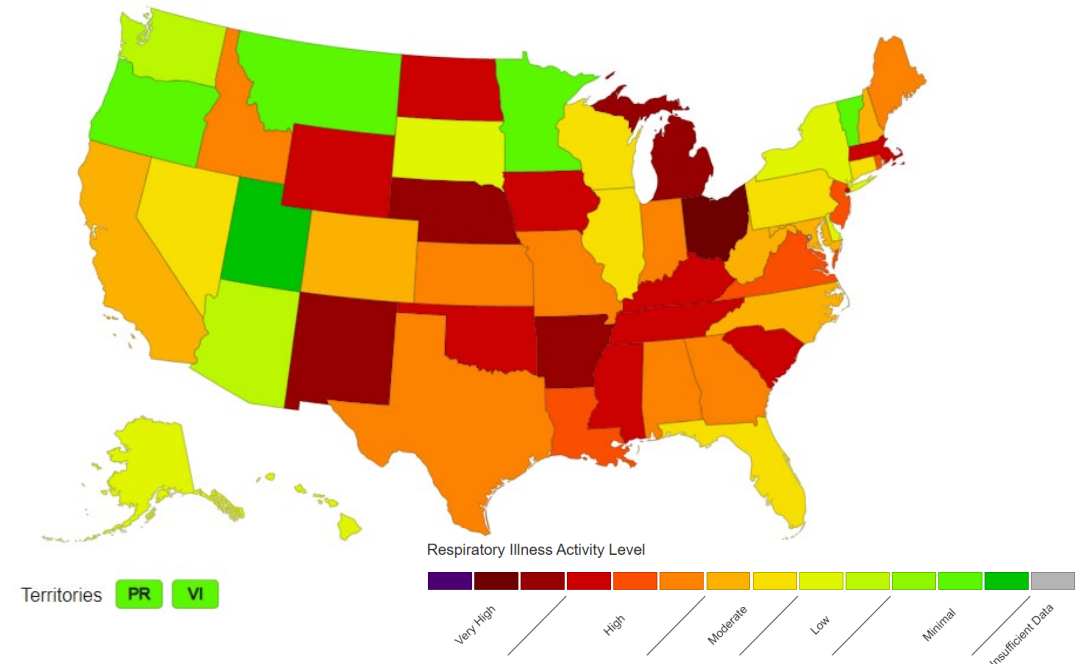 Respiratory Illness Activity Level
Territories PR VI
Very High
High
Moderate
Low
Minimal
Insufficient Data